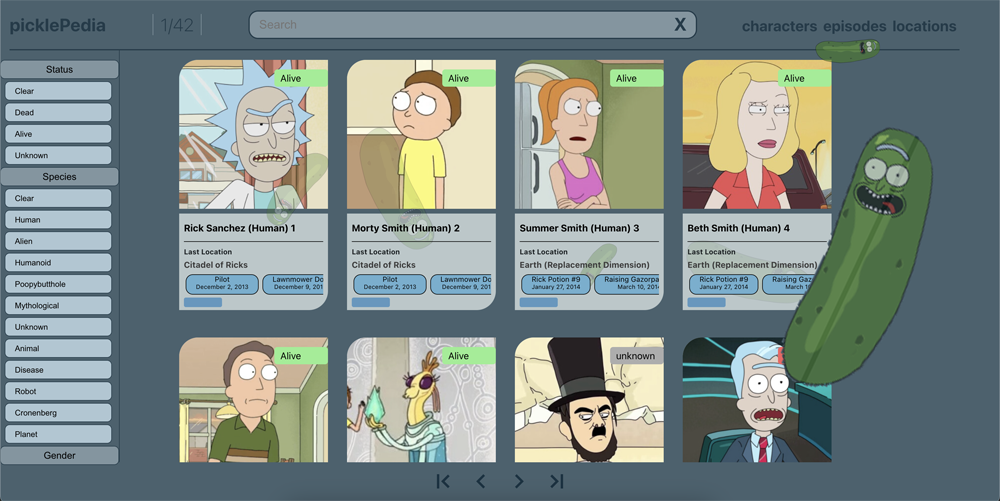 picklePedia
1/42
Search
X
characters episodes locations
Status
Clear
Dead
Alive
Unknown
Species
Clear
Human
Alien
Humanoid
Poopybutthole
Mythological
Unknown
Animal
Disease
Robot
Cronenberg
Planet
Gender
Alive
Rick Sanchez (Human) 1
Last Location
Citadel of Ricks
Pilot
December 2, 2013
Lawnmower Do
December 9, 201
Alive
Morty Smith (Human) 2
Last Location
Citadel of Ricks
Pilot
December 2, 2013
Lawnmower Do
December 9, 201
Alive
Summer Smith (Human) 3
Last Location
Earth (Replacement Dimension)
Rick Potion #9
January 27, 2014
Raising Gazorpa
March 10, 201
Alive
Beth Smith (Human) 4
Last Location
Earth (Replacement Dimension)
Rick Potion #9
January 27, 2014
Raising Ga
March 1
Alive
Alive
unknown